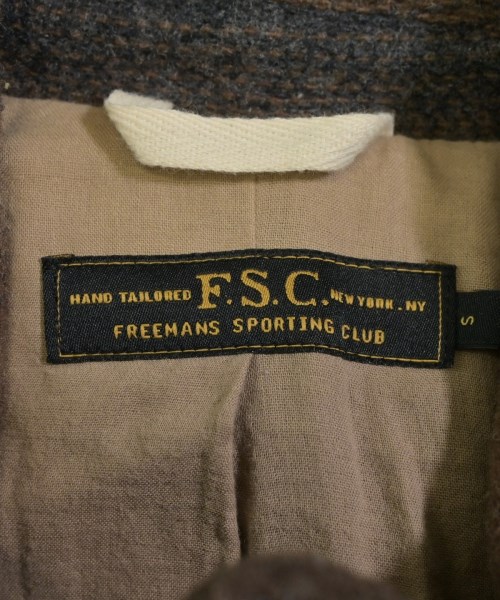 HAND TAILORED F.S.C. NEW YORK. NY
FREEMANS SPORTING CLUB
S